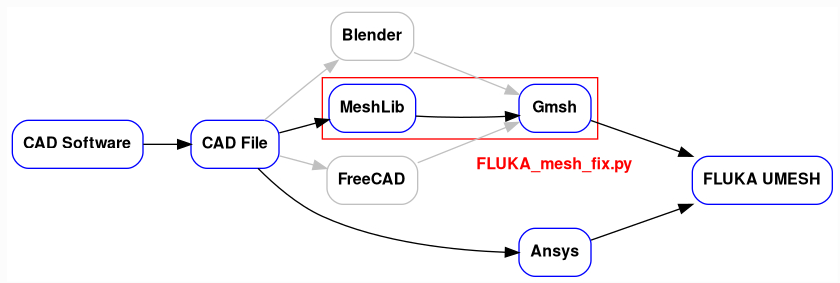 Blender
MeshLib
Gmsh
CAD Software
CAD File
FLUKA_mesh_fix.py
FreeCAD
FLUKA UMESH
Ansys